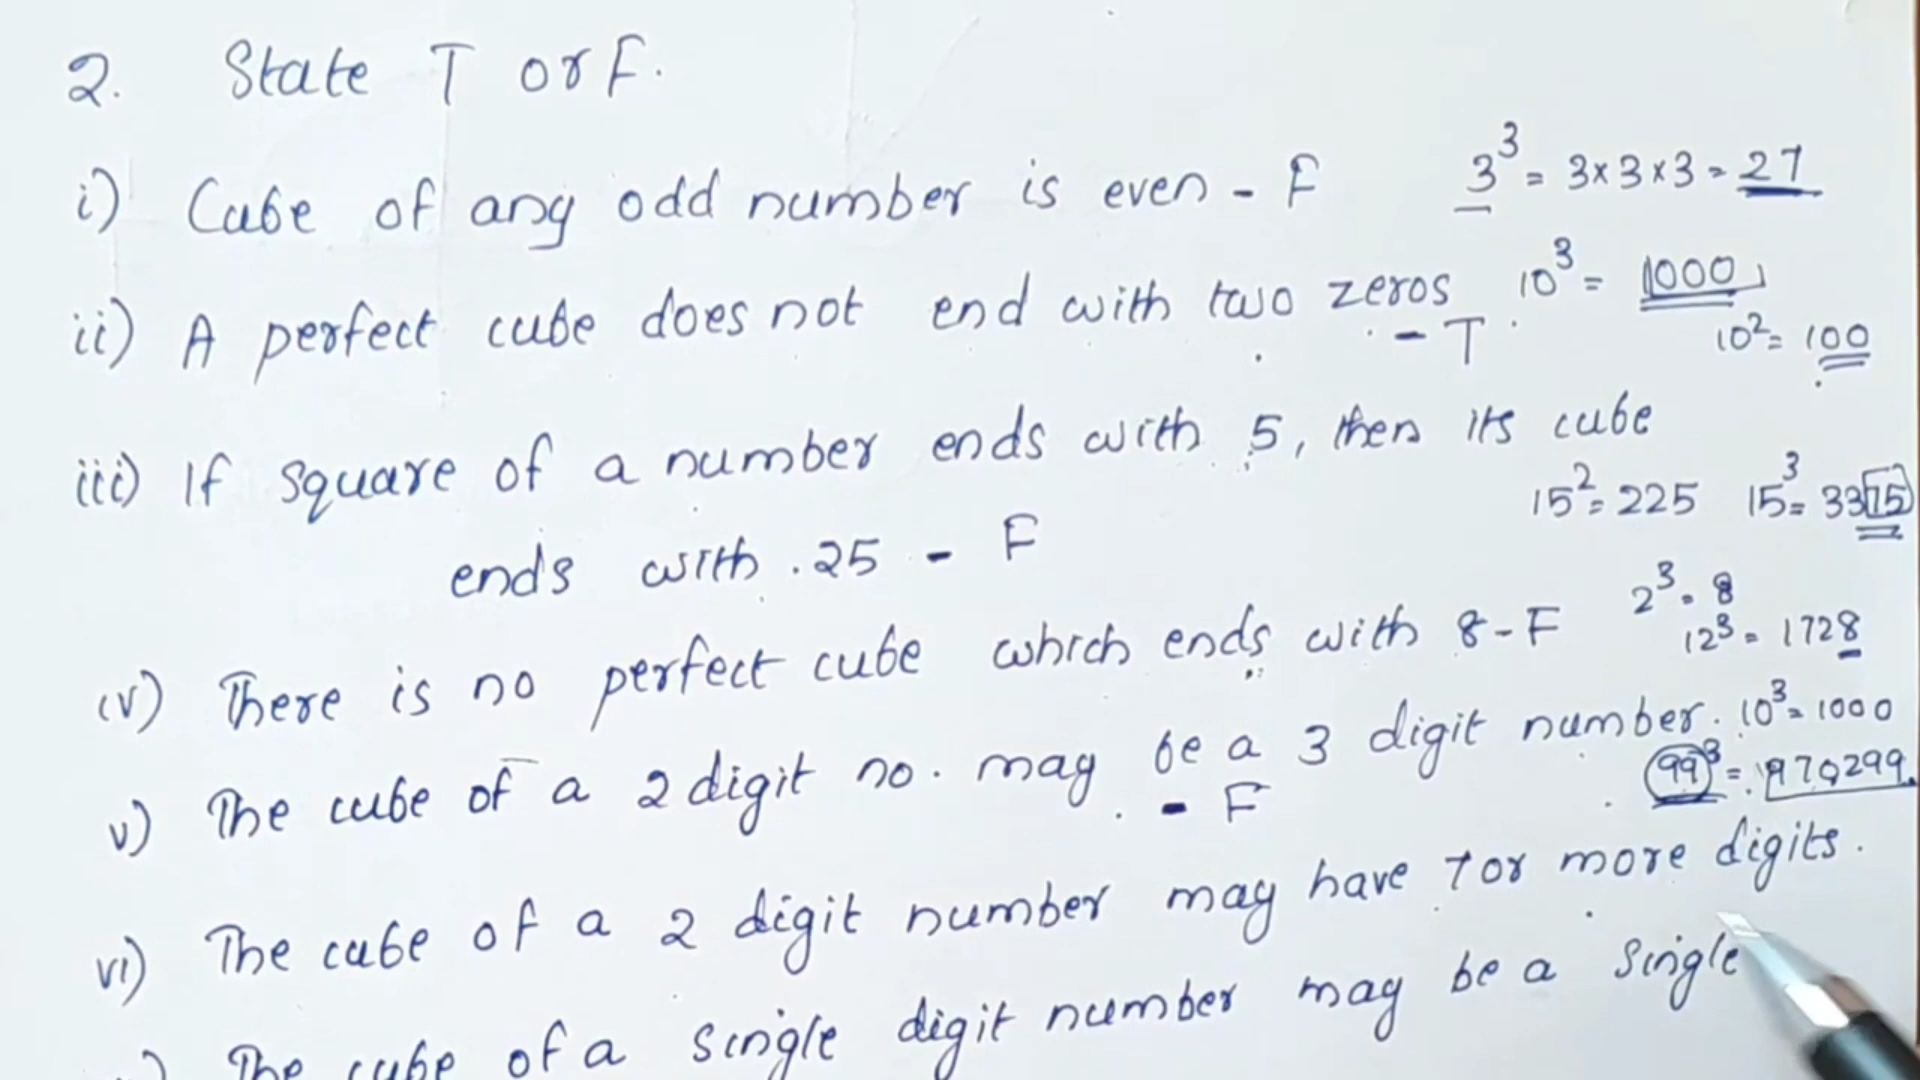 2. State T or F.
i) Cube of any odd number is even - F 3³ = 3×3×3 = 27
ii) A perfect cube does not end with two zeros - T 10³ = 1000
10² = 100
iii) If square of a number ends with 5, then its cube
15² = 225 15³ = 3375
ends with 25 - F
iv) There is no perfect cube which ends with 8 - F 2³ = 8
12³ = 1728
v) The cube of a 2 digit no. may be a 3 digit number. 10³ = 1000
- F 99³ = 970299
vi) The cube of a 2 digit number may have 7 or more digits.
The cube of a single digit number may be a single